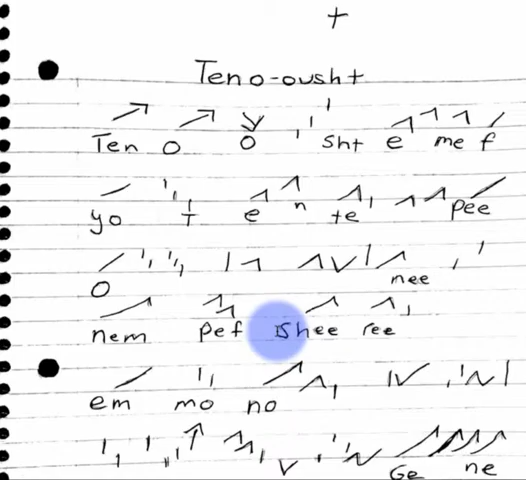 Teno-ousht
Ten O O sht e me f
yo T e n te pee
O nee
nem pef Shee ree
em mo no
Ge ne